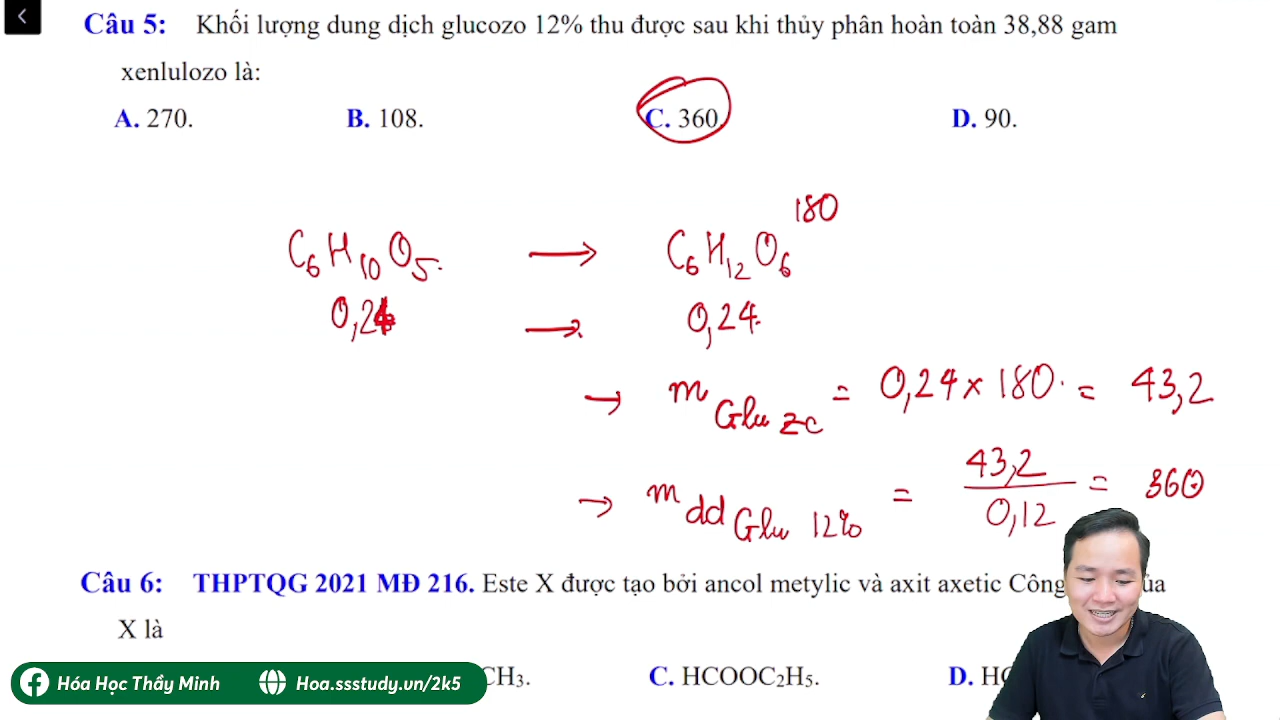 Câu 5: Khối lượng dung dịch glucozo 12% thu được sau khi thủy phân hoàn toàn 38,88 gam
xenlulozo là:
A. 270. B. 108. C. 360. D. 90.
180
C₆H₁₀O₅. → C₆H₁₂O₆
0,24 → 0,24.
→ m Glu zc = 0,24 x 180. = 43,2
→ m dd Glu 12% = 43,2 / 0,12 = 360
Câu 6: THPTQG 2021 MĐ 216. Este X được tạo bởi ancol metylic và axit axetic Công
X là
CH₃. C. HCOOC₂H₅. D.
Hóa Học Thầy Minh Hoa.ssstudy.vn/2k5